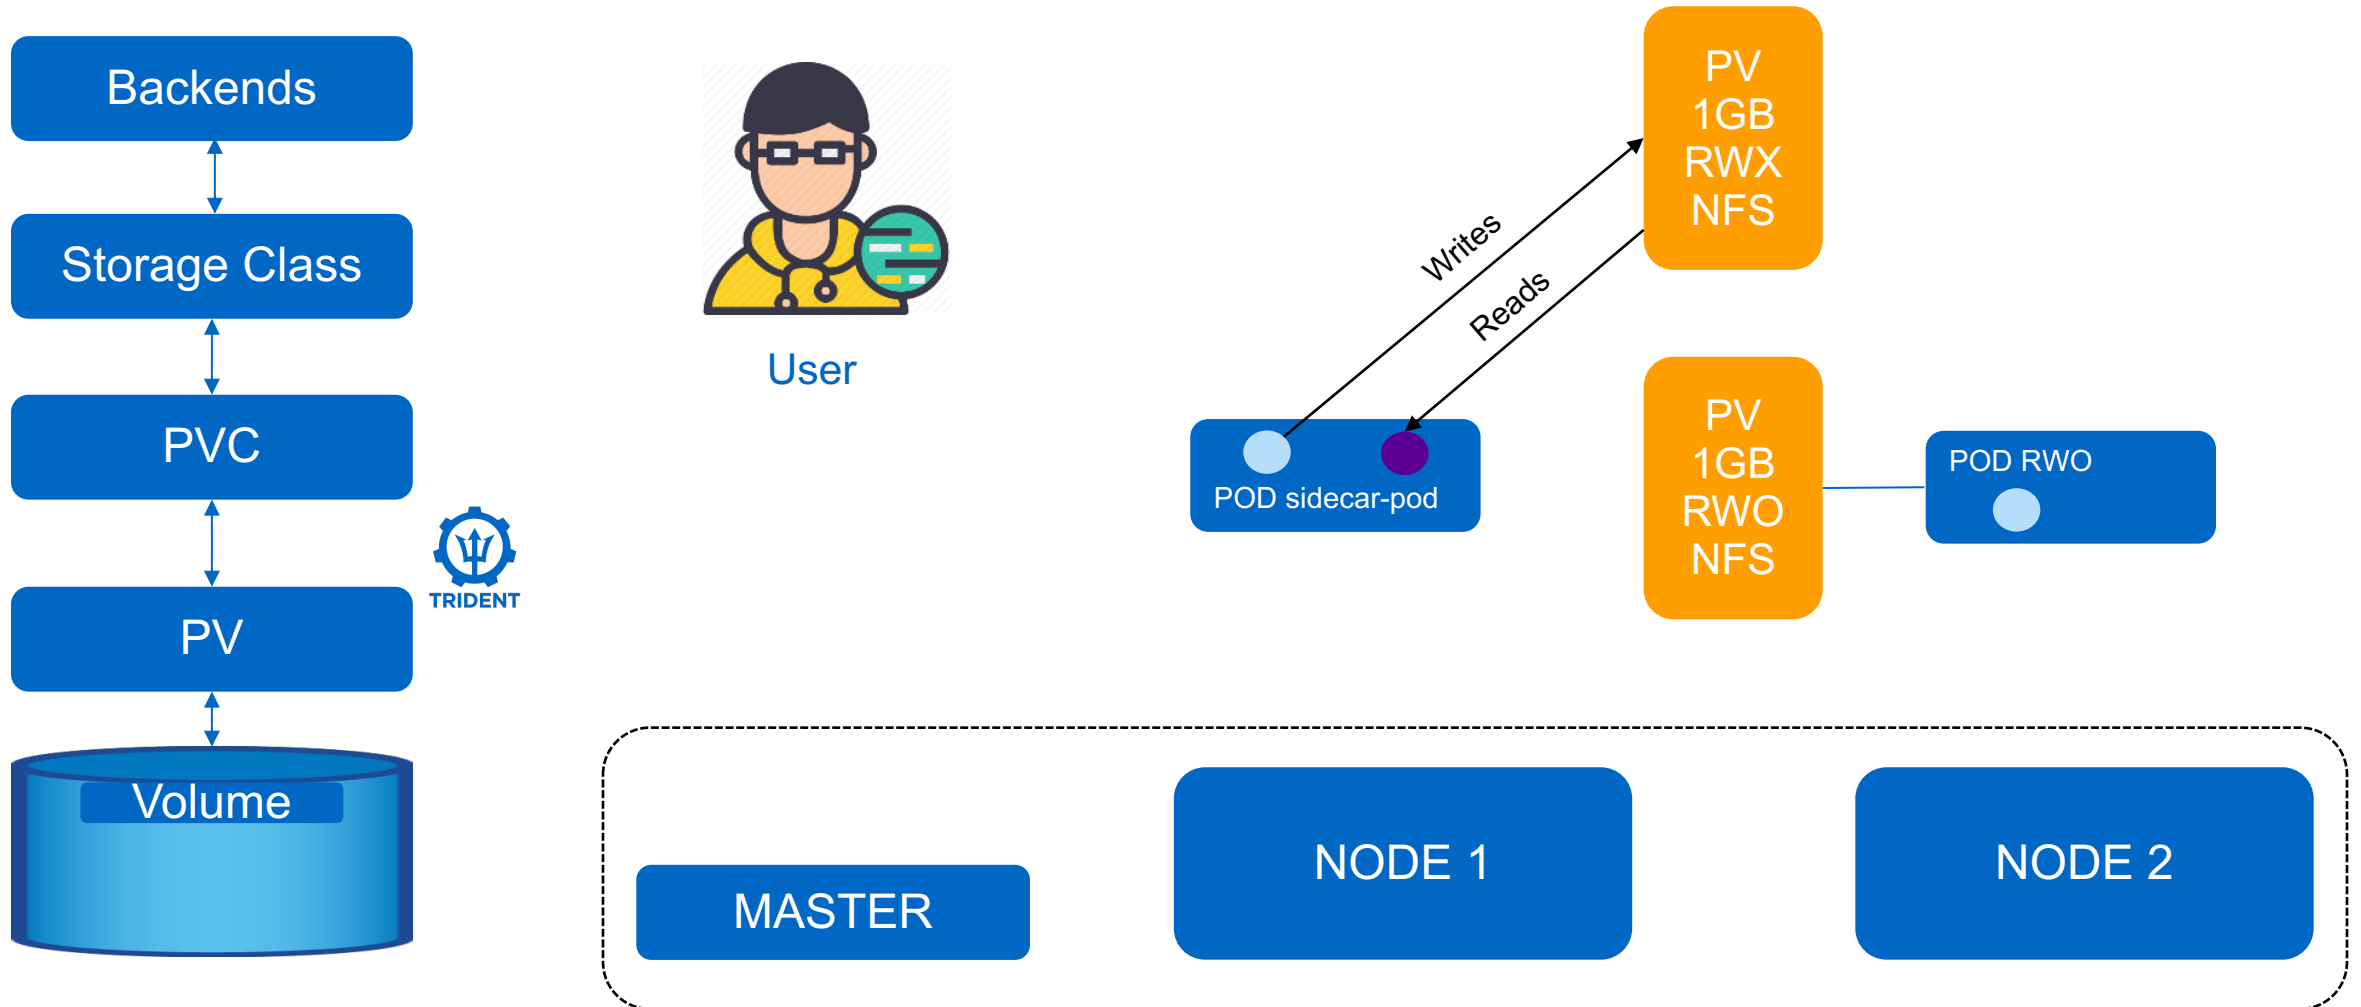 Backends
Storage Class
PVC
PV
Volume
TRIDENT
User
Writes
Reads
PV
1GB
RWX
NFS
POD sidecar-pod
PV
1GB
RWO
NFS
POD RWO
MASTER
NODE 1
NODE 2